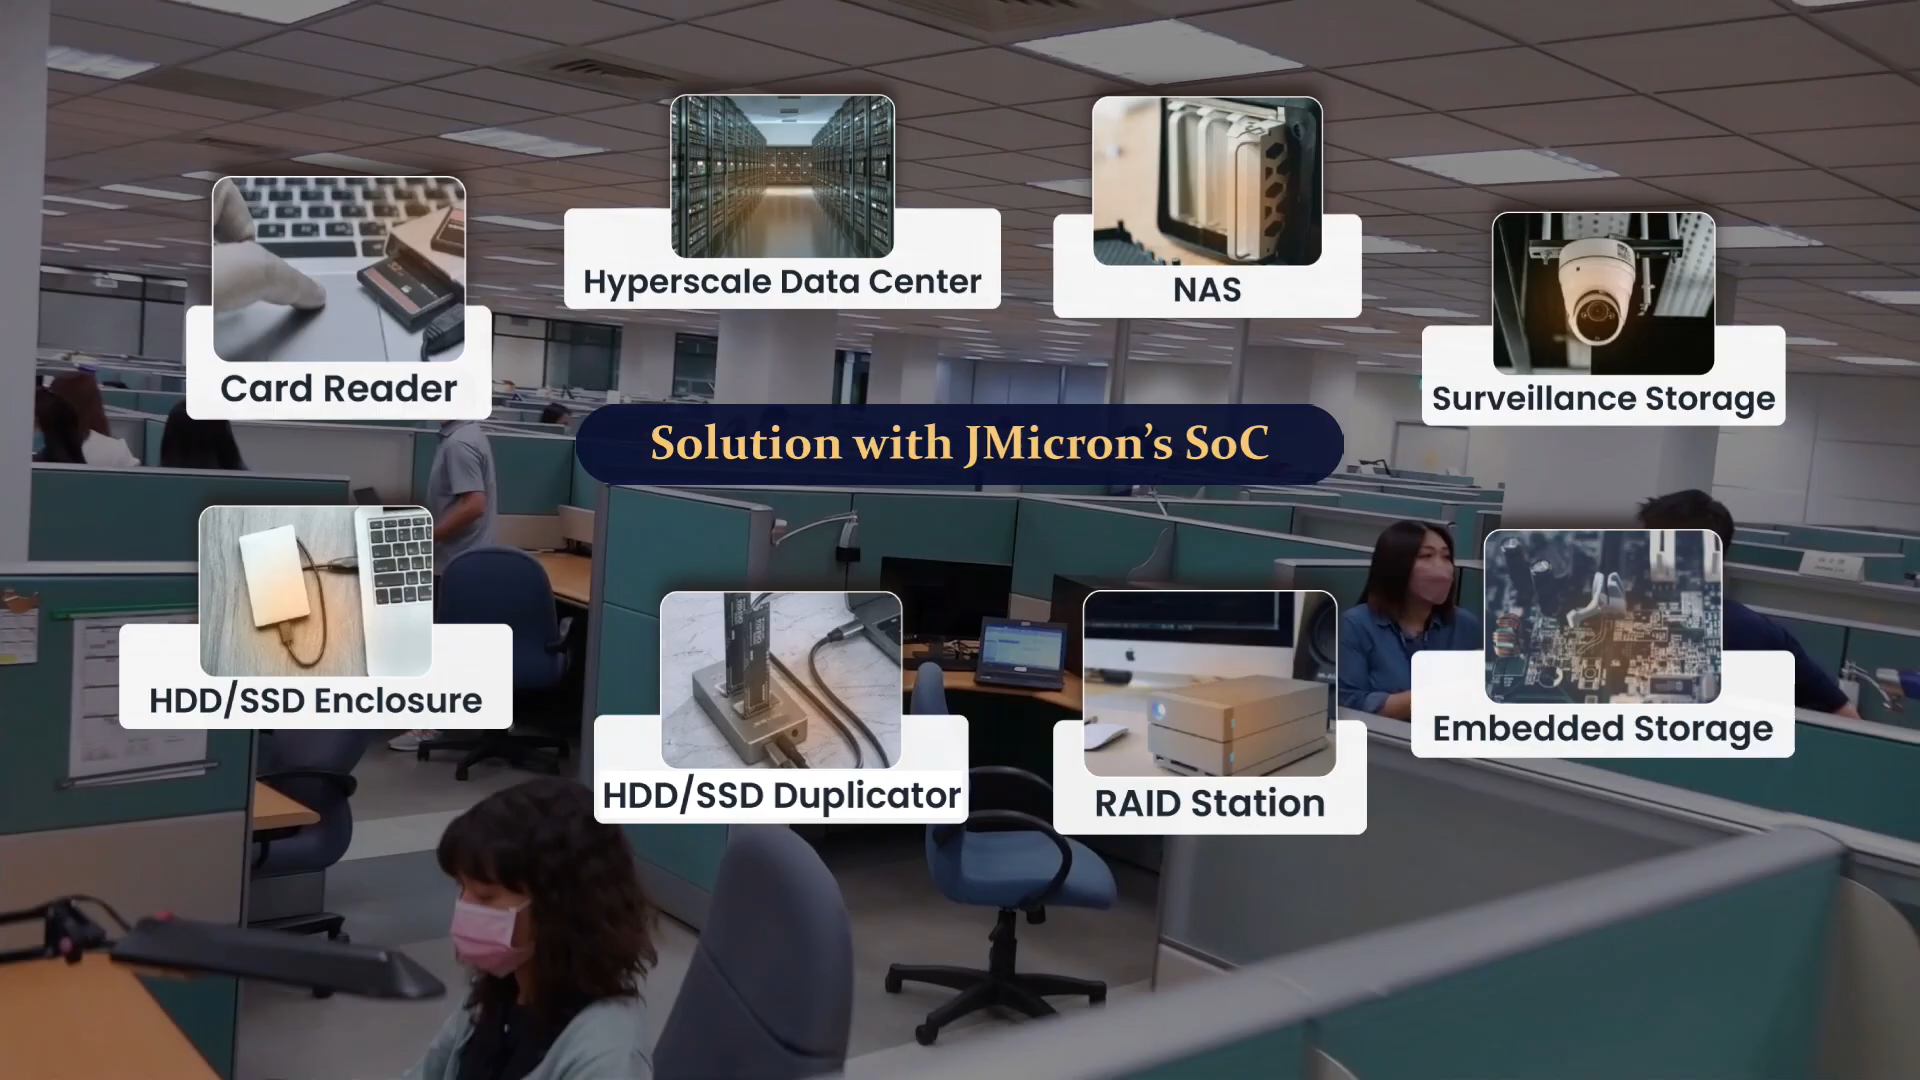 Hyperscale Data Center
NAS
Card Reader
Surveillance Storage
Solution with JMicron's SoC
HDD/SSD Enclosure
HDD/SSD Duplicator
RAID Station
Embedded Storage